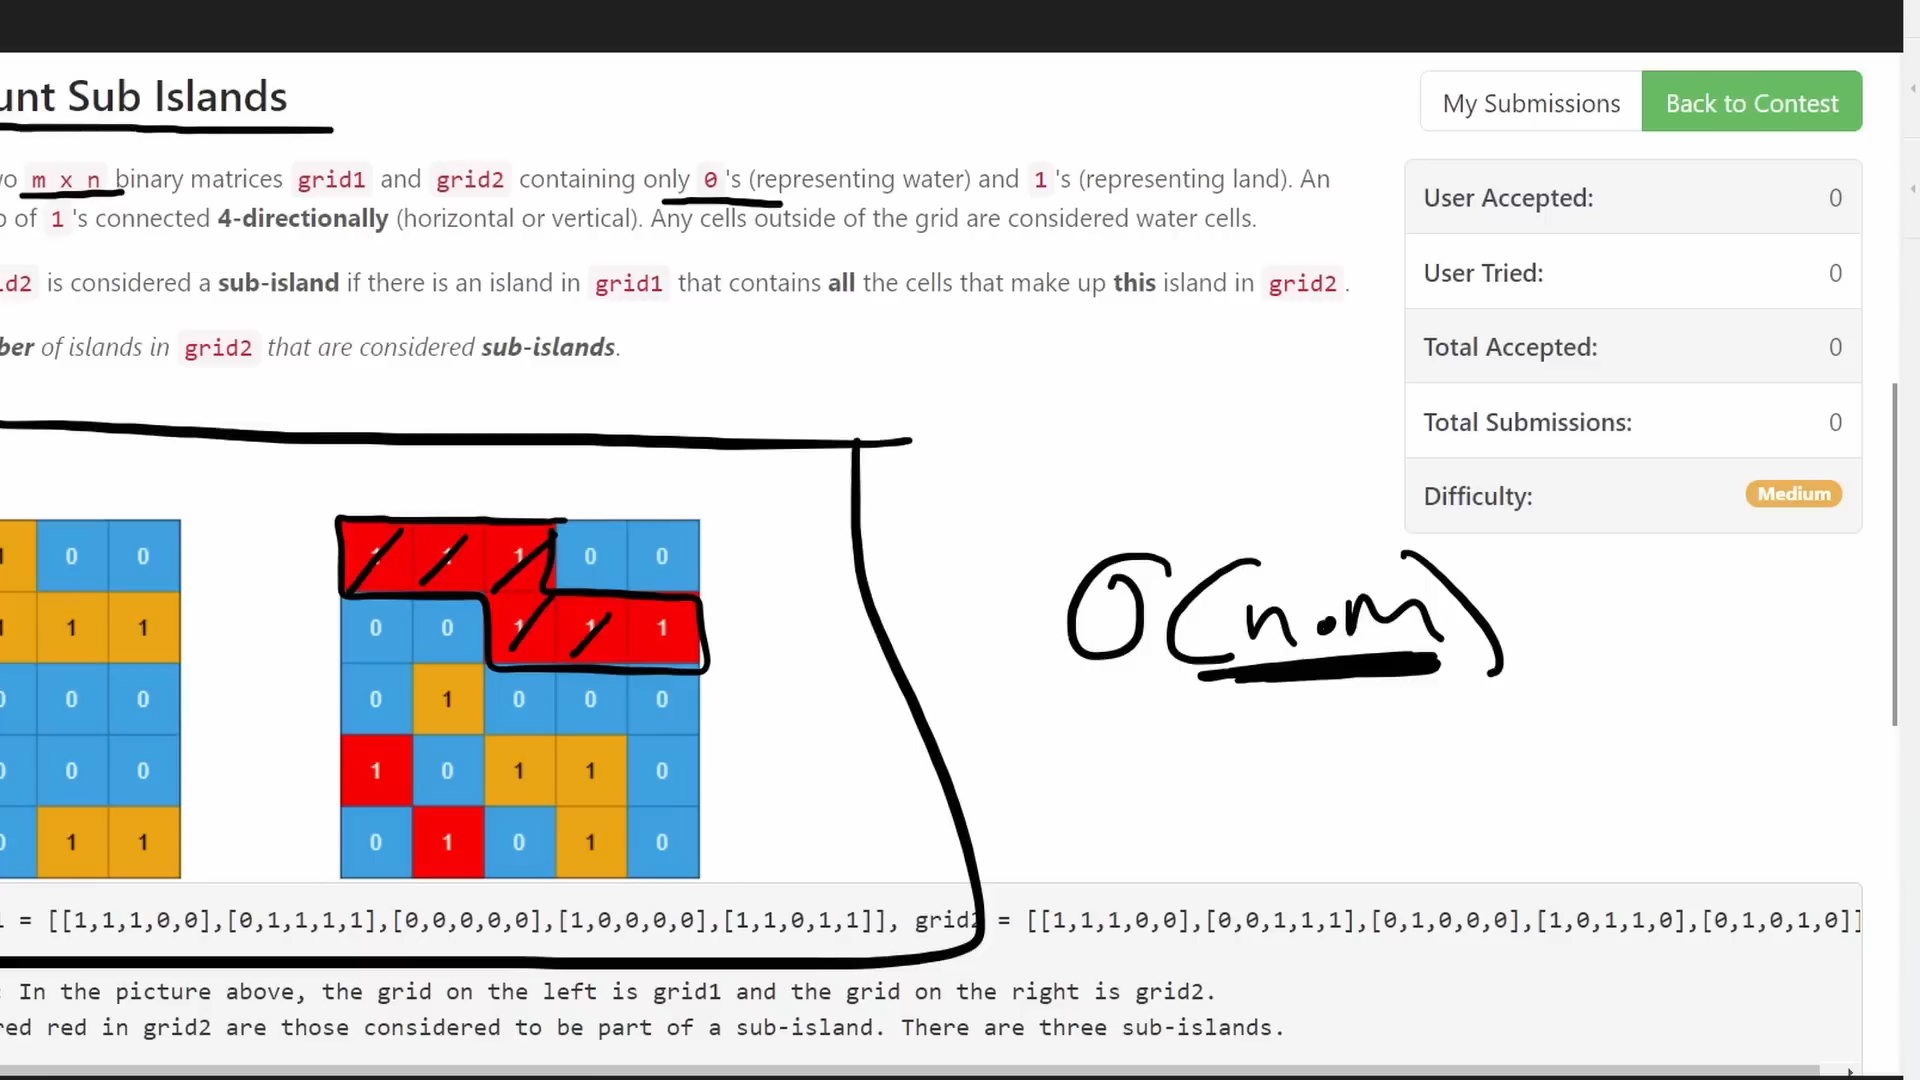 unt Sub Islands
My Submissions
Back to Contest
wo m x n binary matrices grid1 and grid2 containing only 0 's (representing water) and 1 's (representing land). An
p of 1 's connected 4-directionally (horizontal or vertical). Any cells outside of the grid are considered water cells.
id2 is considered a sub-island if there is an island in grid1 that contains all the cells that make up this island in grid2 .
ber of islands in grid2 that are considered sub-islands.
User Accepted: 0
User Tried: 0
Total Accepted: 0
Total Submissions: 0
Difficulty: Medium
O(n.m)
1 0 0
1 1 1
0 0 0
0 0 0
0 1 1
1 1 1 0 0
0 0 1 1 1
0 1 0 0 0
1 0 1 1 0
0 1 0 1 0
1 = [[1,1,1,0,0],[0,1,1,1,1],[0,0,0,0,0],[1,0,0,0,0],[1,1,0,1,1]], grid2 = [[1,1,1,0,0],[0,0,1,1,1],[0,1,0,0,0],[1,0,1,1,0],[0,1,0,1,0]]
: In the picture above, the grid on the left is grid1 and the grid on the right is grid2.
red red in grid2 are those considered to be part of a sub-island. There are three sub-islands.